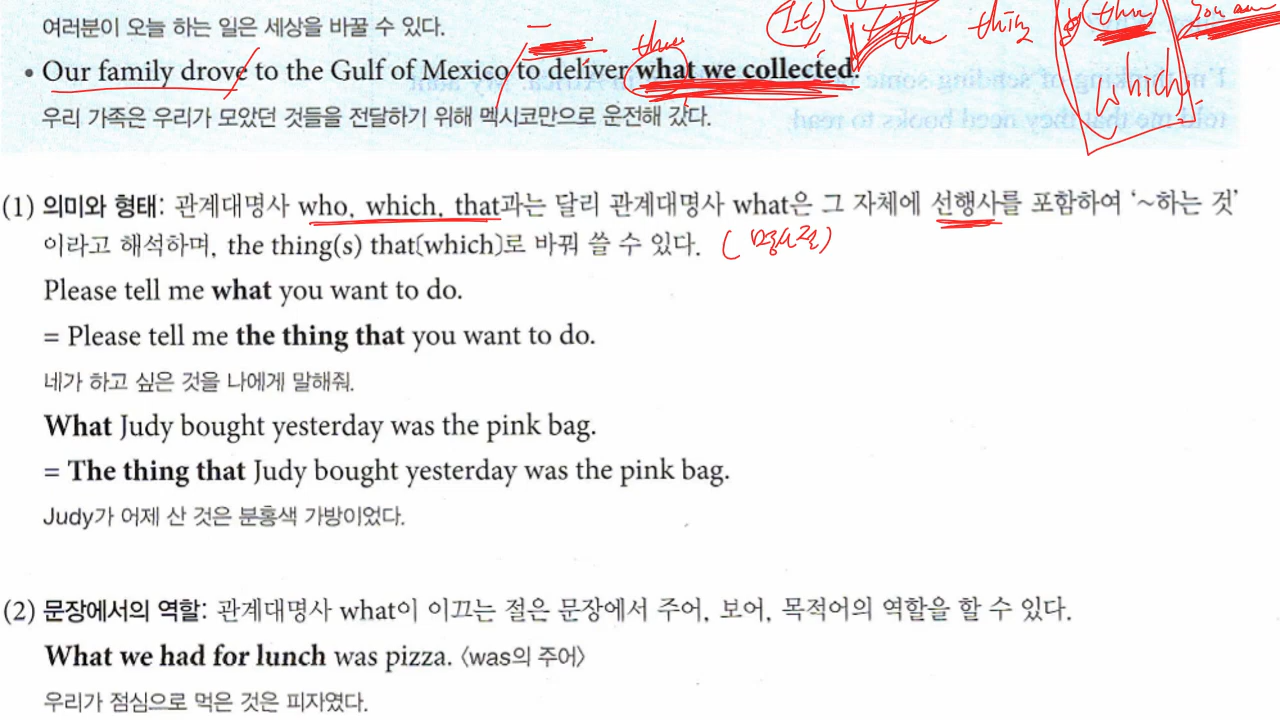 여러분이 오늘 하는 일은 세상을 바꿀 수 있다.
the thing that
• Our family drove to the Gulf of Mexico to deliver what we collected.
which
우리 가족은 우리가 모았던 것들을 전달하기 위해 멕시코만으로 운전해 갔다.
(1) 의미와 형태: 관계대명사 who, which, that과는 달리 관계대명사 what은 그 자체에 선행사를 포함하여 ‘~하는 것’
이라고 해석하며, the thing(s) that(which)로 바꿔 쓸 수 있다. (명사절)
Please tell me what you want to do.
= Please tell me the thing that you want to do.
네가 하고 싶은 것을 나에게 말해줘.
What Judy bought yesterday was the pink bag.
= The thing that Judy bought yesterday was the pink bag.
Judy가 어제 산 것은 분홍색 가방이었다.
(2) 문장에서의 역할: 관계대명사 what이 이끄는 절은 문장에서 주어, 보어, 목적어의 역할을 할 수 있다.
What we had for lunch was pizza. 〈was의 주어〉
우리가 점심으로 먹은 것은 피자였다.